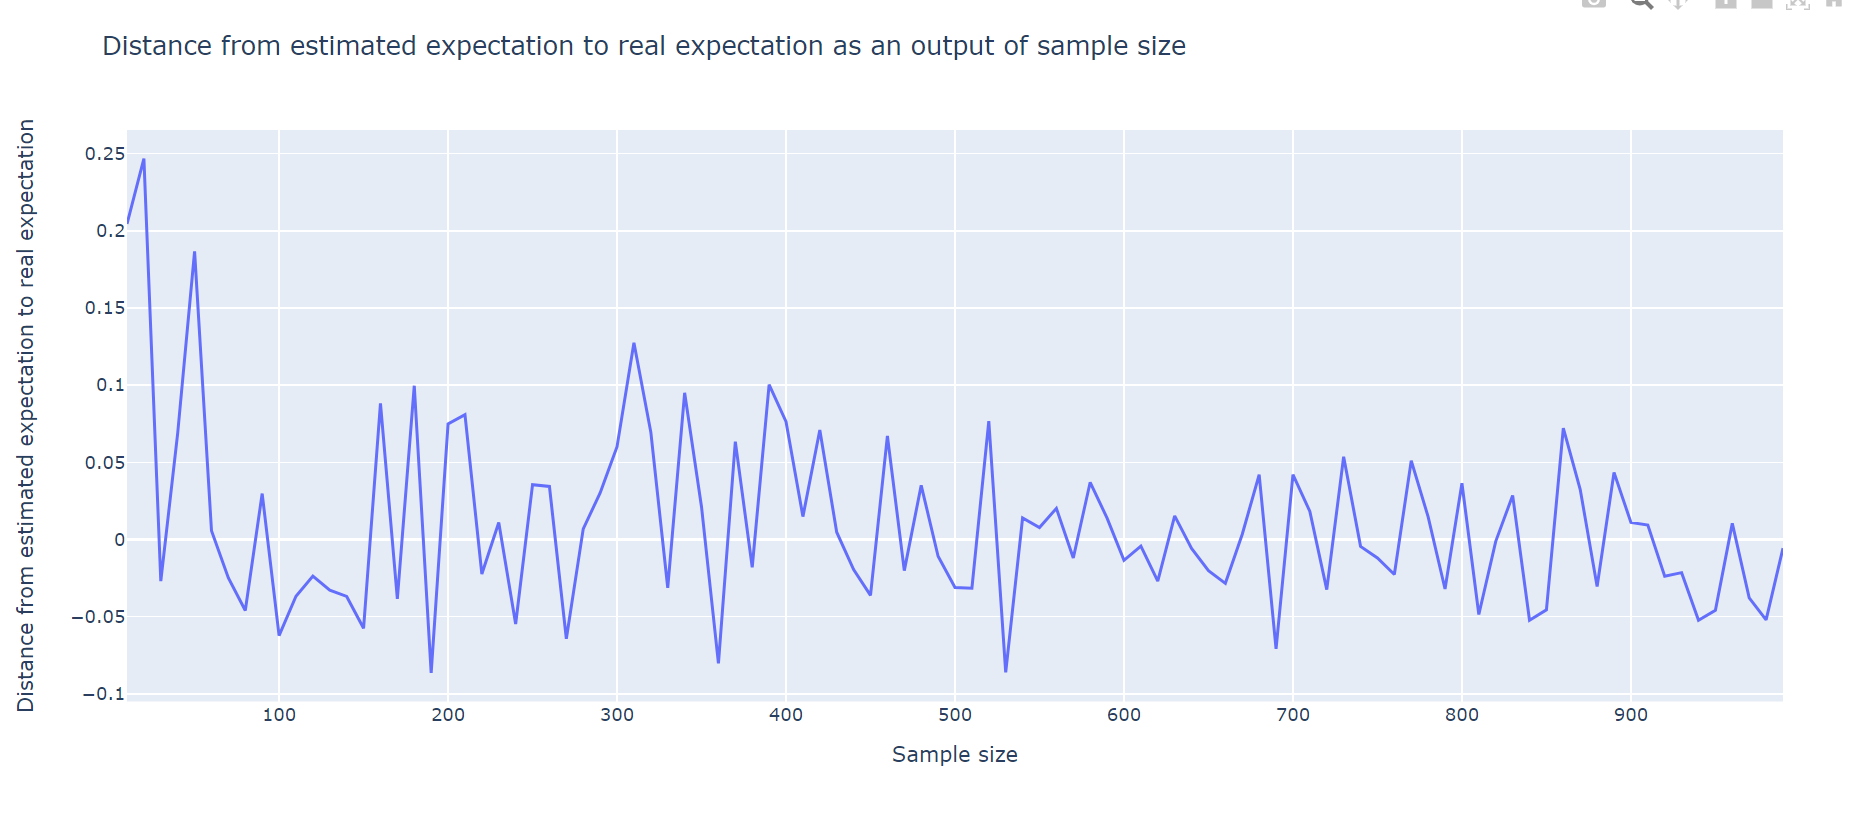 Distance from estimated expectation to real expectation as an output of sample size
Distance from estimated expectation to real expectation
0.25
0.2
0.15
0.1
0.05
0
−0.05
−0.1
100 200 300 400 500 600 700 800 900
Sample size